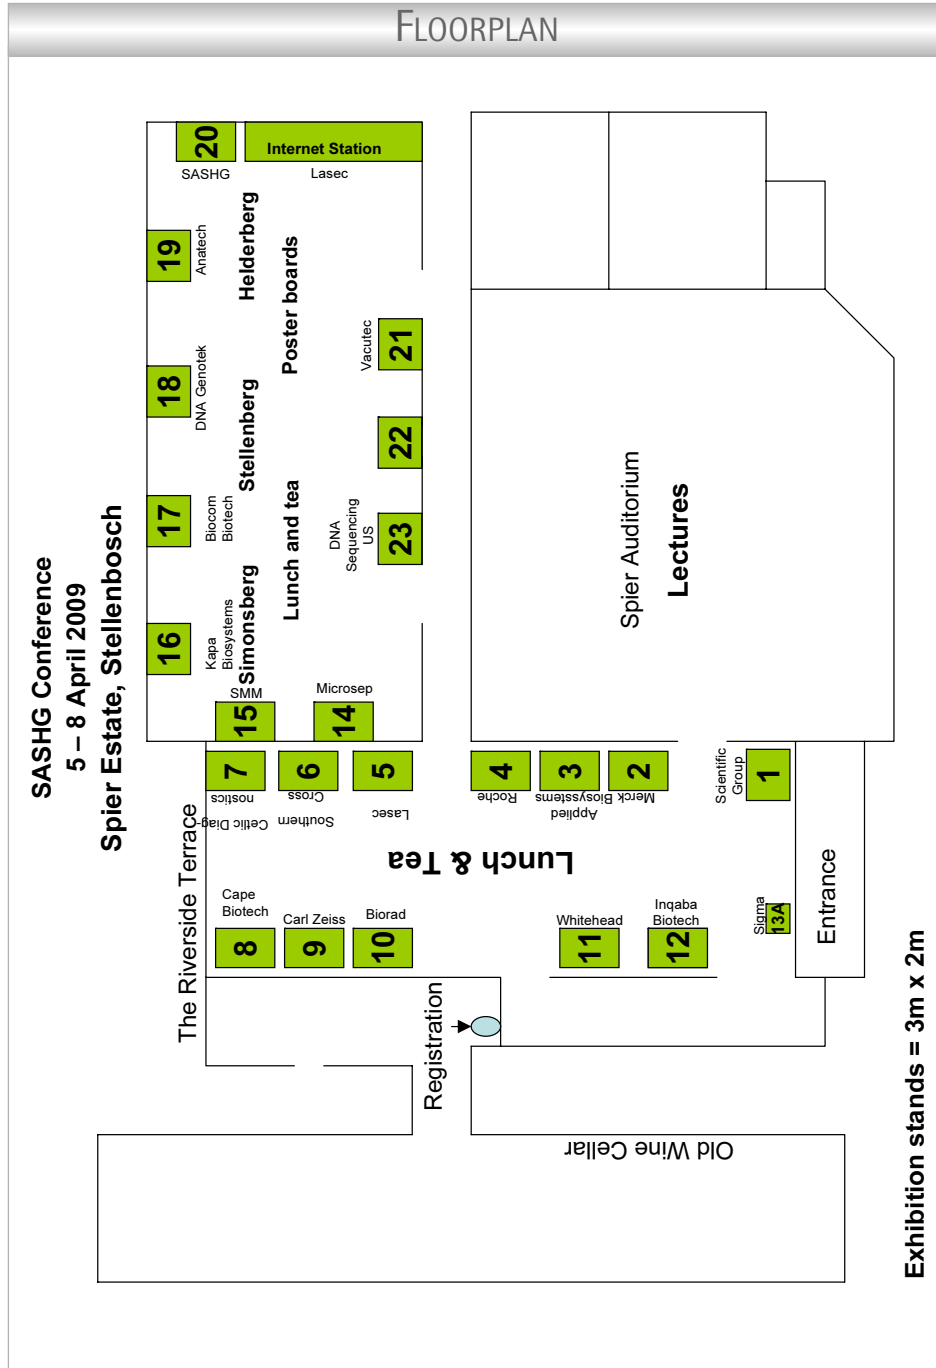 FLOORPLAN
SASHG Conference
5 – 8 April 2009
Spier Estate, Stellenbosch
20
SASHG
Internet Station
Lasec
19
Anatech
18
DNA Genotek
17
Biocom
Biotech
16
Kapa
Biosystems
Helderberg
Stellenberg
Simonsberg
Poster boards
Lunch and tea
21
Vacutec
22
23
DNA
Sequencing
US
15
SMM
14
Microsep
7
Celtic Diag-
nostics
6
Southern
Cross
5
Lasec
4
Roche
3
Applied
Biosystems
2
Merck
1
Scientific
Group
Spier Auditorium
Lectures
The Riverside Terrace
Lunch & Tea
8
Cape
Biotech
9
Carl Zeiss
10
Biorad
11
Whitehead
12
Inqaba
Biotech
13A
Sigma
Entrance
Registration
Old Wine Cellar
Exhibition stands = 3m x 2m